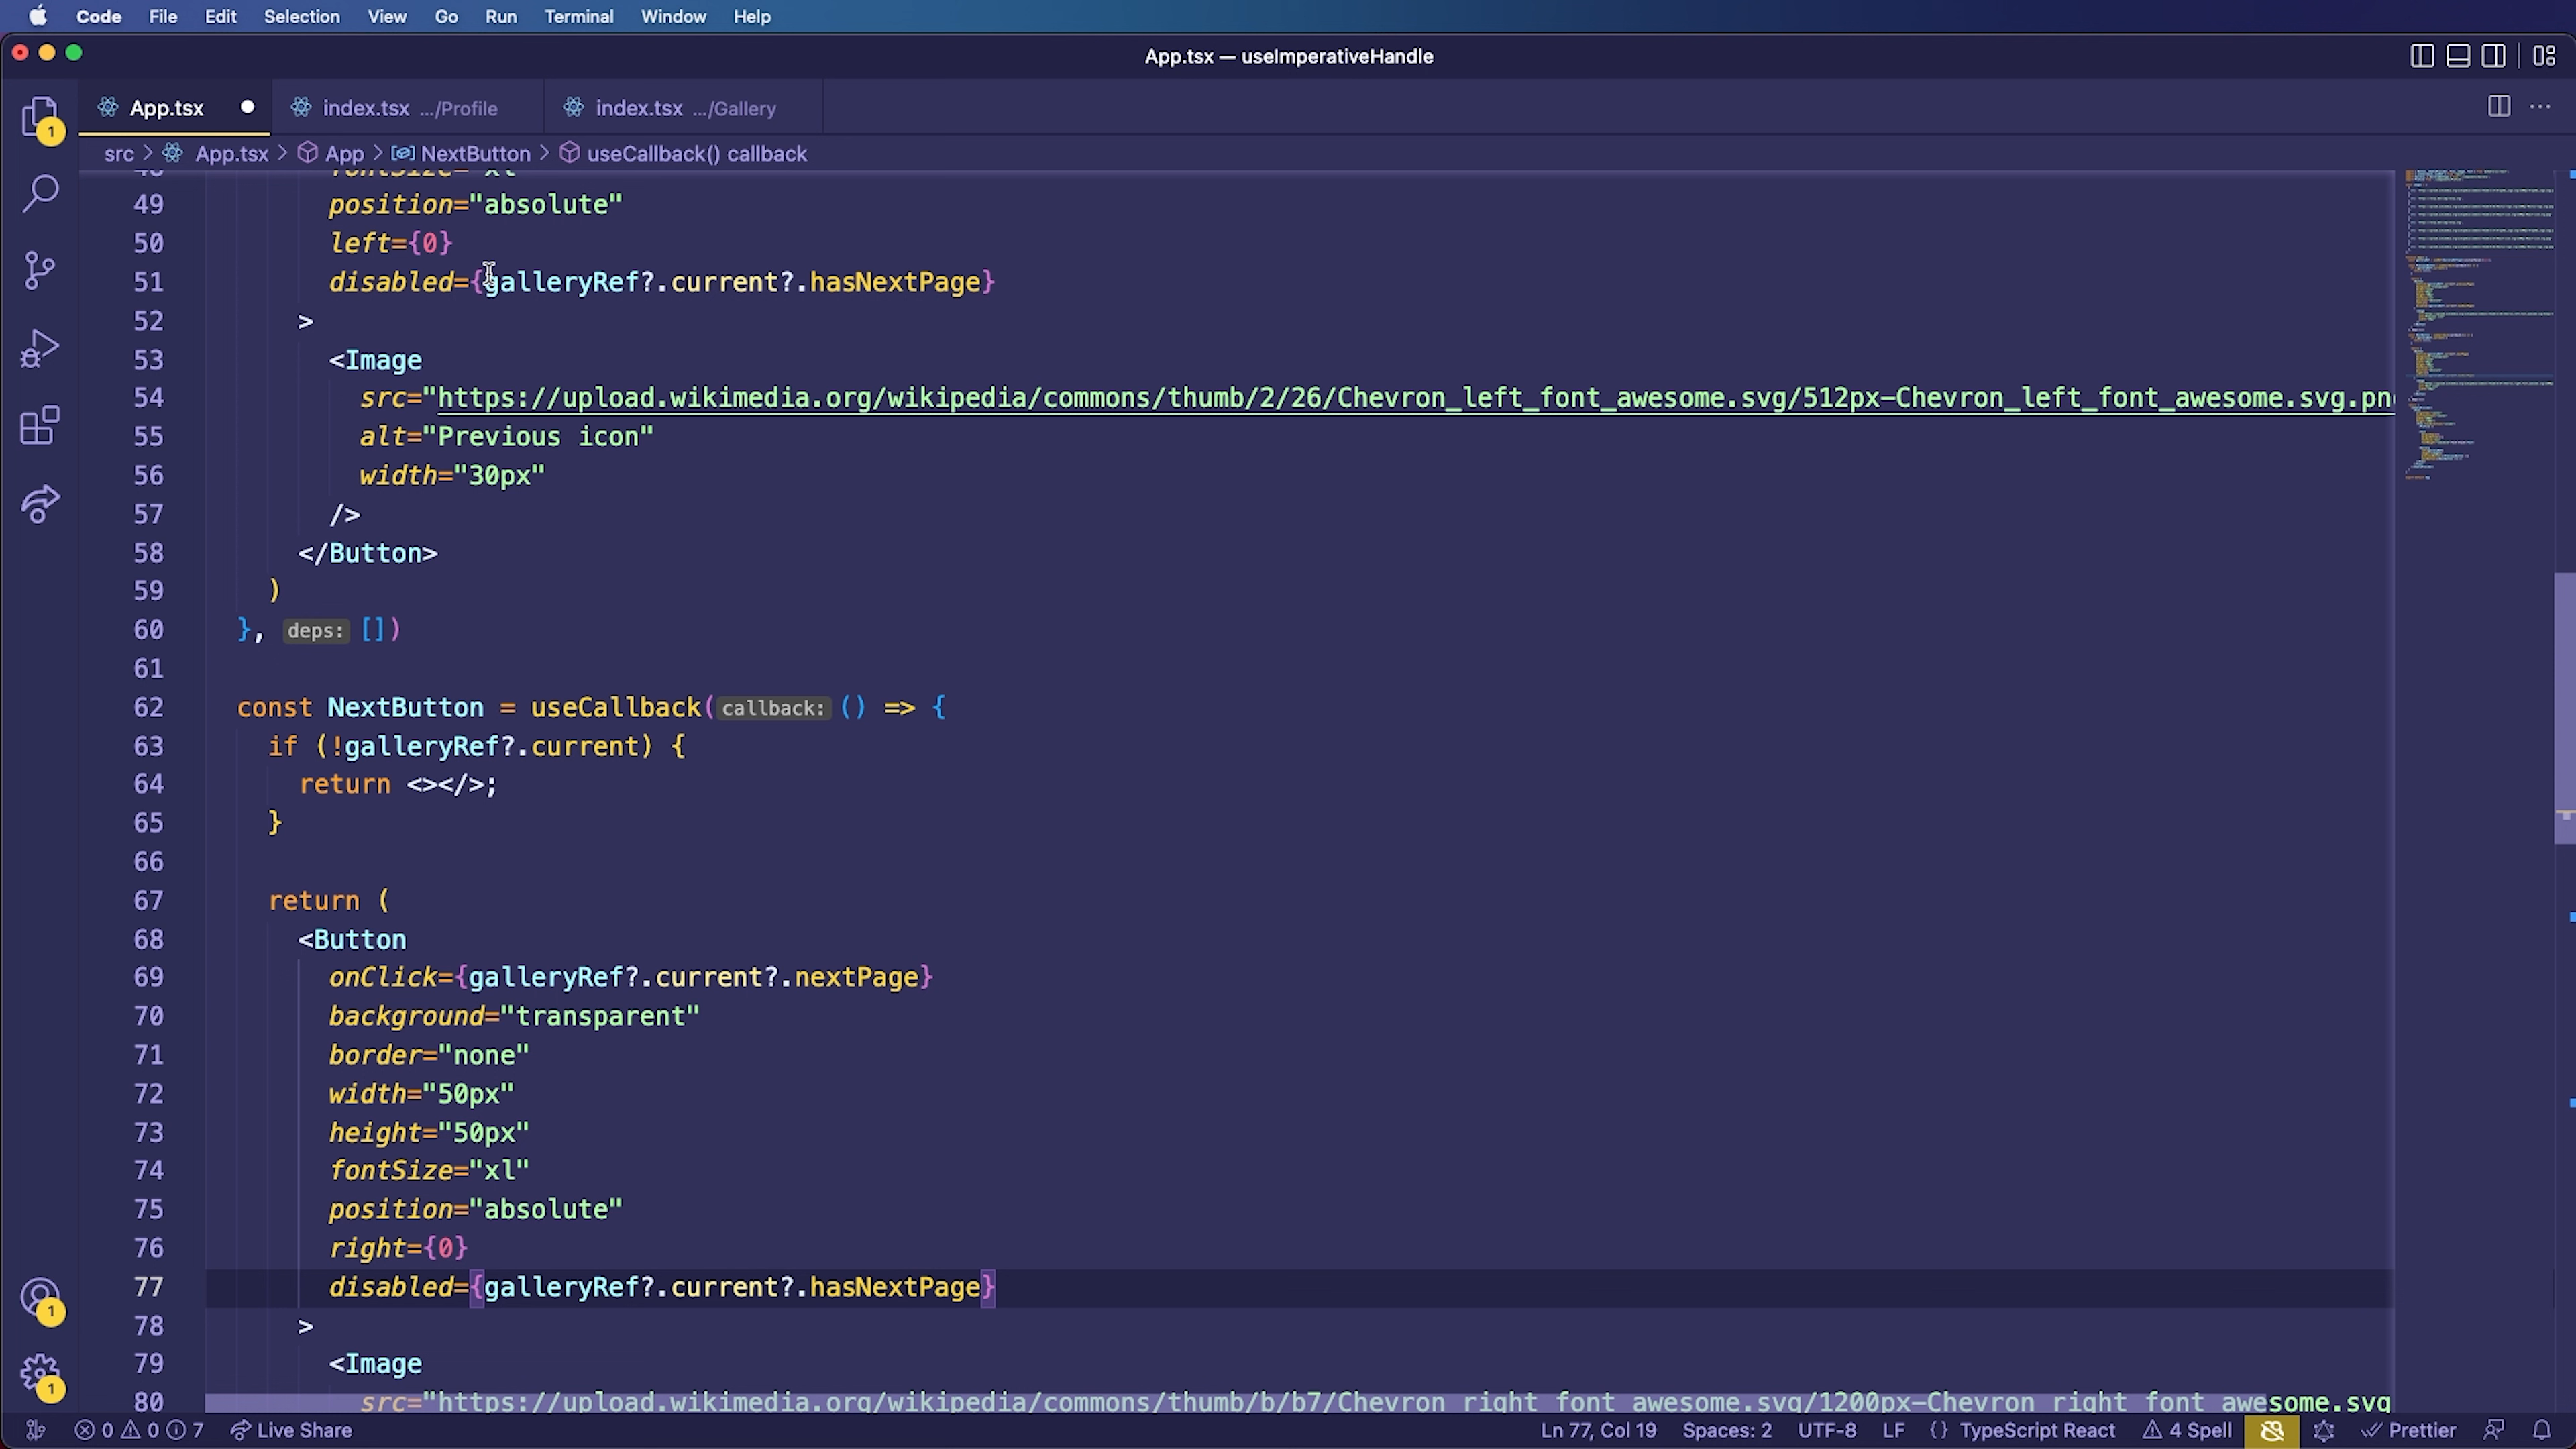 Code File Edit Selection View Go Run Terminal Window Help
App.tsx — useImperativeHandle
App.tsx index.tsx .../Profile index.tsx .../Gallery
1
src > App.tsx > App > NextButton > useCallback() callback
48 fontSize="xl"
49 position="absolute"
50 left={0}
51 disabled={galleryRef?.current?.hasNextPage}
52 >
53 <Image
54 src="https://upload.wikimedia.org/wikipedia/commons/thumb/2/26/Chevron_left_font_awesome.svg/512px-Chevron_left_font_awesome.svg.pn
55 alt="Previous icon"
56 width="30px"
57 />
58 </Button>
59 )
60 }, deps: [])
61
62 const NextButton = useCallback( callback: () => {
63 if (!galleryRef?.current) {
64 return <></>;
65 }
66
67 return (
68 <Button
69 onClick={galleryRef?.current?.nextPage}
70 background="transparent"
71 border="none"
72 width="50px"
73 height="50px"
74 fontSize="xl"
75 position="absolute"
76 right={0}
77 disabled={galleryRef?.current?.hasNextPage}
78 >
79 <Image
80 src="https://upload.wikimedia.org/wikipedia/commons/thumb/b/b7/Chevron_right_font_awesome.svg/1200px-Chevron_right_font_awesome.svg
1
1
0 0 7 Live Share Ln 77, Col 19 Spaces: 2 UTF-8 LF {} TypeScript React 4 Spell Prettier